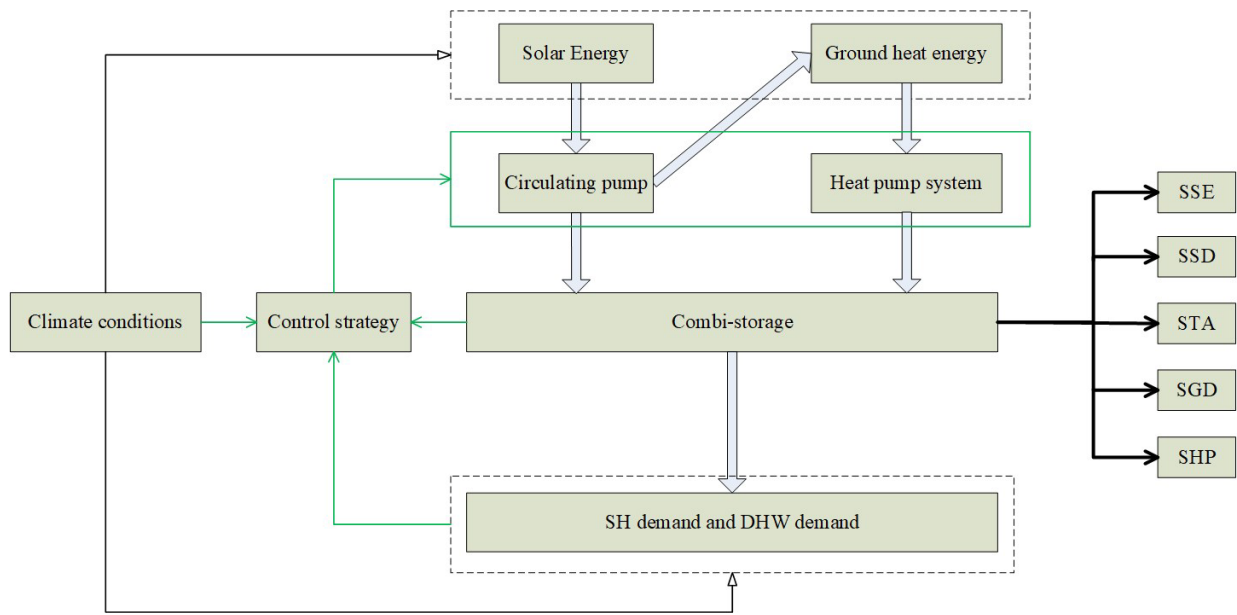 Solar Energy
Ground heat energy
Circulating pump
Heat pump system
SSE
SSD
Climate conditions
Control strategy
Combi-storage
STA
SGD
SHP
SH demand and DHW demand